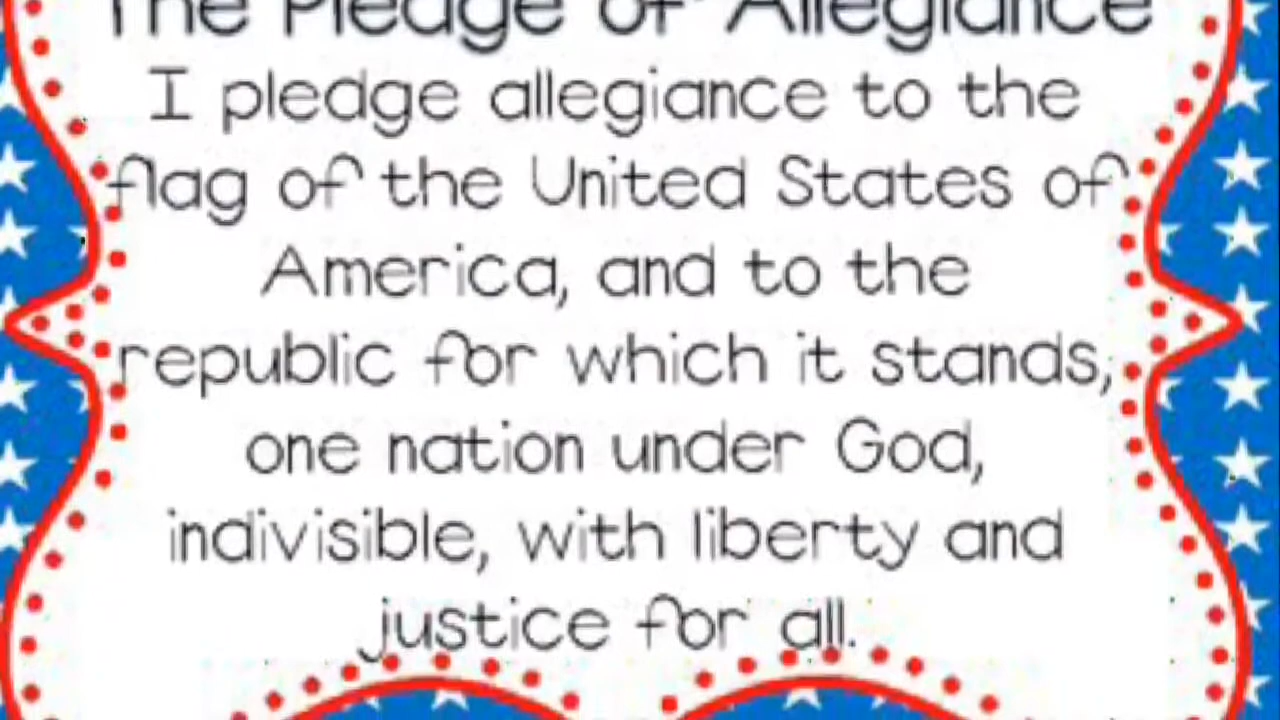 The Pledge of Allegiance
I pledge allegiance to the
flag of the United States of
America, and to the
republic for which it stands,
one nation under God,
indivisible, with liberty and
justice for all.